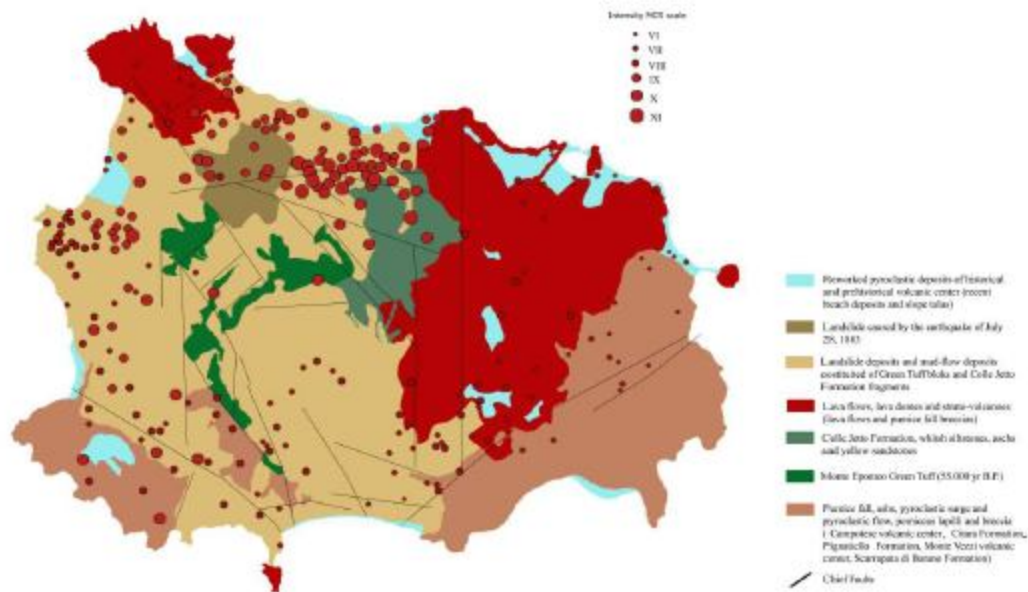 Intensity MCS scale
VI
VII
VIII
IX
X
XI
Reworked pyroclastic deposits of historical
and prehistorical volcanic center (recent
beach deposits and slope talus)
Landslide caused by the earthquake of July
28, 1883
Landslide deposits and mud-flow deposits
costituited of Green Tuff bloks and Colle Jetto
Formation fragments
Lava flows, lava domes and strato-volcanoes
(lava flows and pumice fall breccias)
Colle Jetto Formation, whitish siltstones, aschs
and yellow sandstones
Monte Epomeo Green Tuff (55.000 yr B.P.)
Pumice fall, ashs, pyroclastic surge and
pyroclastic flow, pomiceus lapilli and breccia
(Campotese volcanic center, Citara Formation,
Pignatiello Formation, Monte Vezzi volcanic
center, Scarrupata di Barano Formation)
Chief Faults